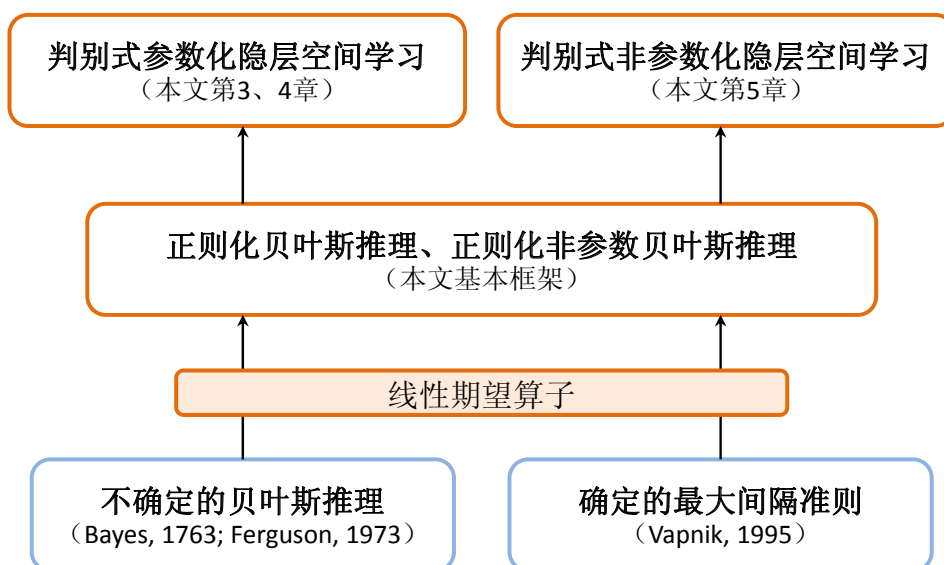 判别式参数化隐层空间学习
（本文第3、4章）
判别式非参数化隐层空间学习
（本文第5章）
正则化贝叶斯推理、正则化非参数贝叶斯推理
（本文基本框架）
线性期望算子
不确定的贝叶斯推理
（Bayes, 1763; Ferguson, 1973）
确定的最大间隔准则
（Vapnik, 1995）